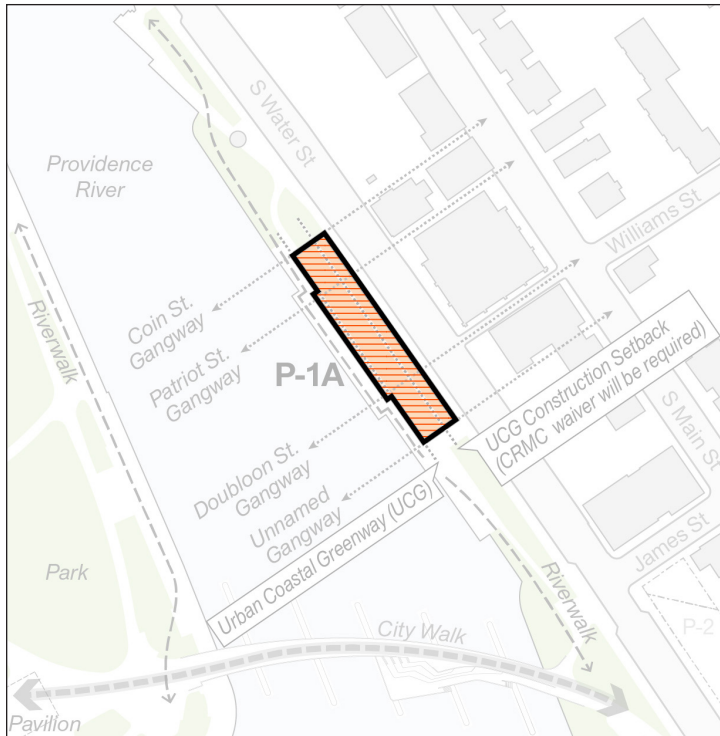 S Water St
Providence
River
Williams St
Riverwalk
Coin St.
Gangway
Patriot St.
Gangway
P-1A
UCG Construction Setback
(CRMC waiver will be required)
S Main St
Doubloon St.
Gangway
Unnamed
Gangway
Urban Coastal Greenway (UCG)
James St
Park
Riverwalk
City Walk
P-2
Pavilion